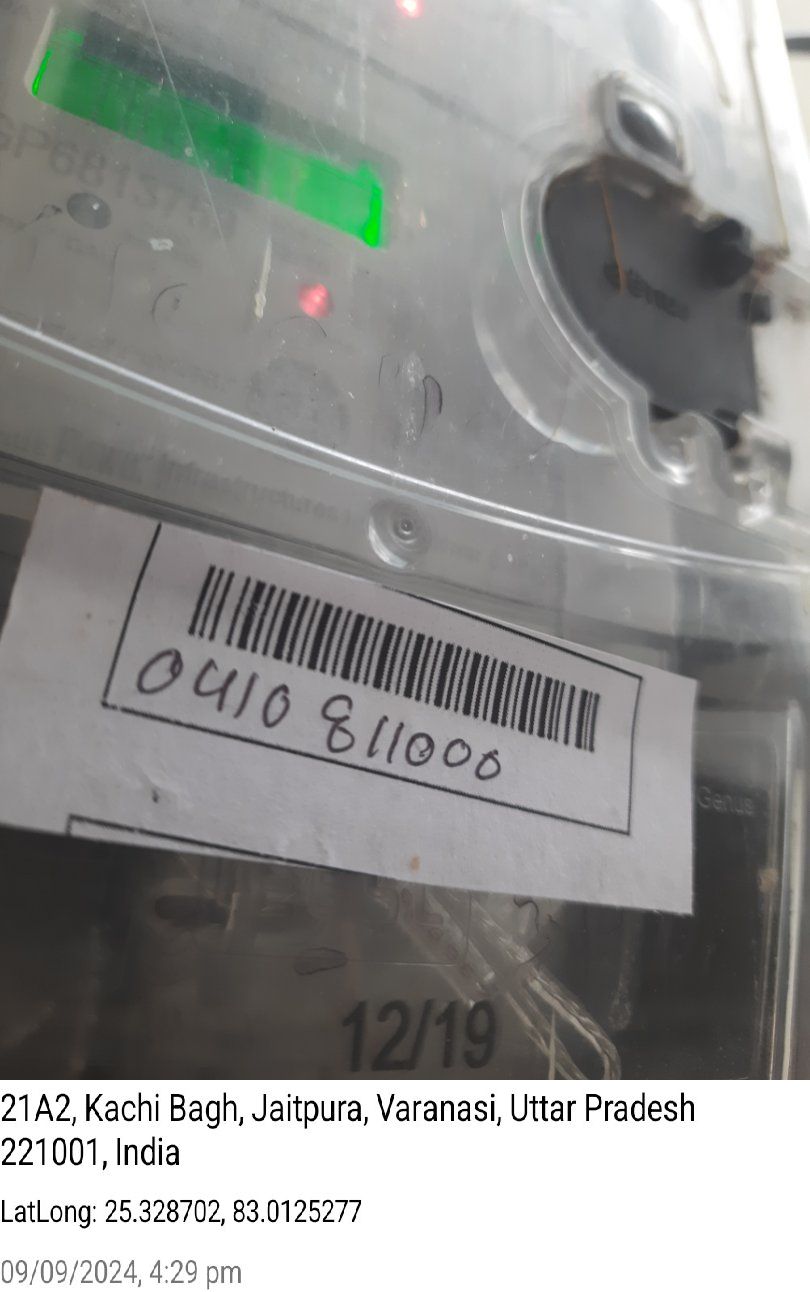 0410 811000
Genus
12/19
21A2, Kachi Bagh, Jaitpura, Varanasi, Uttar Pradesh
221001, India
LatLong: 25.328702, 83.0125277
09/09/2024, 4:29 pm